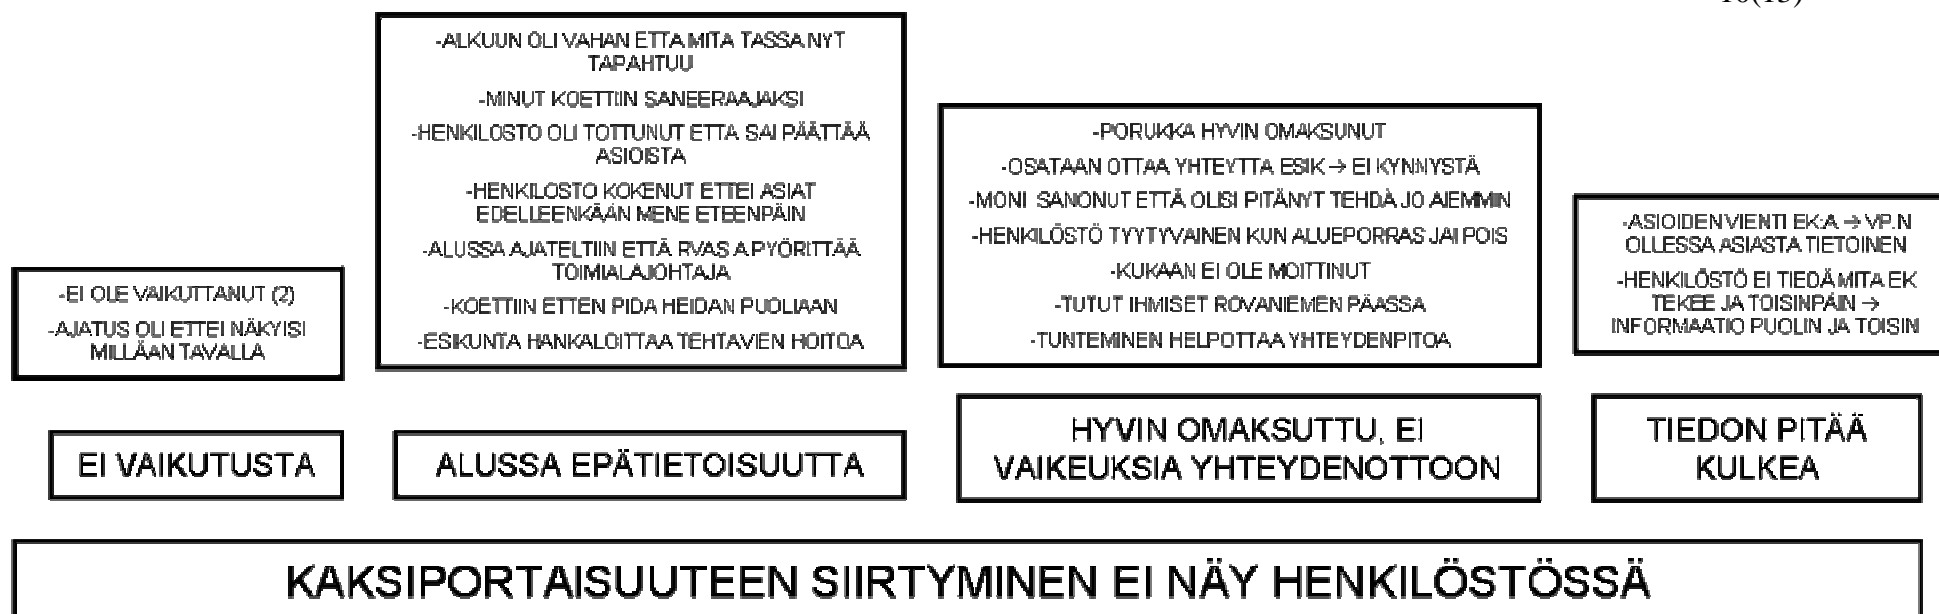 -ALKUUN OLI VAHAN ETTA MITA TASSA NYT
TAPAHTUU
-MINUT KOETTIIN SANEERAAJAKSI
-HENKILOSTO OLI TOTTUNUT ETTA SAI PÄÄTTÄÄ
ASIOISTA
-HENKILOSTO KOKENUT ETTEI ASIAT
EDELLEENKÄÄN MENE ETEENPÄIN
-ALUSSA AJATELTIIN ETTÄ RVAS A PYÖRITTÄÄ
TOIMIALAJOHTAJA
-KOETTIIN ETTEN PIDA HEIDAN PUOLIAAN
-ESIKUNTA HANKALOITTAA TEHTAVIEN HOITOA
-PORUKKA HYVIN OMAKSUNUT
-OSATAAN OTTAA YHTEYTTA ESIK → EI KYNNYSTÄ
-MONI SANONUT ETTÄ OLISI PITÄNYT TEHDÄ JO AIEMMIN
-HENKILÖSTÖ TYYTYVAINEN KUN ALUEPORRAS JAI POIS
-KUKAAN EI OLE MOITTINUT
-TUTUT IHMISET ROVANIEMEN PÄASSA
-TUNTEMINEN HELPOTTAA YHTEYDENPITOA
-ASIOIDEN VIENTI EK:A → VP:N
OLLESSA ASIASTA TIETOINEN
-HENKILÖSTÖ EI TIEDÄ MITA EK
TEKEE JA TOISINPÄIN →
INFORMAATIO PUOLIN JA TOISIN
-EI OLE VAIKUTTANUT (2)
-AJATUS OLI ETTEI NÄKYISI
MILLÄÄN TAVALLA
EI VAIKUTUSTA
ALUSSA EPÄTIETOISUUTTA
HYVIN OMAKSUTTU, EI
VAIKEUKSIA YHTEYDENOTTOON
TIEDON PITÄÄ
KULKEA
KAKSIPORTAISUUTEEN SIIRTYMINEN EI NÄY HENKILÖSTÖSSÄ